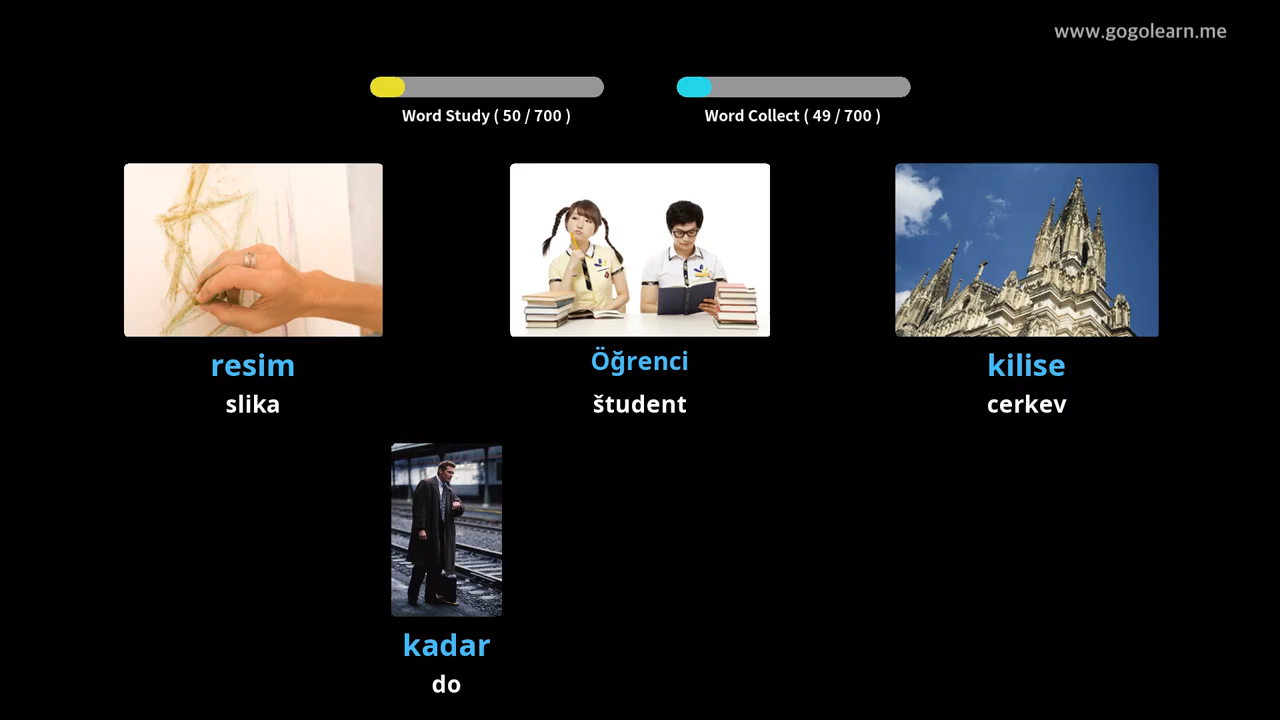 www.gogolearn.me
Word Study ( 50 / 700 )
Word Collect ( 49 / 700 )
resim
slika
Öğrenci
študent
kilise
cerkev
kadar
do